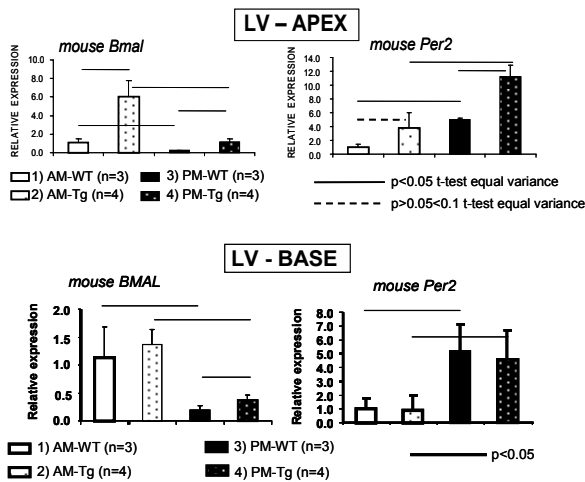 LV – APEX
mouse Bmal
mouse Per2
RELATIVE EXPRESSION
10.0
8.0
6.0
4.0
2.0
0.0
RELATIVE EXPRESSION
14.0
12.0
10.0
8.0
6.0
4.0
2.0
0.0
1) AM-WT (n=3)
3) PM-WT (n=3)
2) AM-Tg (n=4)
4) PM-Tg (n=4)
p<0.05 t-test equal variance
p>0.05<0.1 t-test equal variance
LV - BASE
mouse BMAL
mouse Per2
Relative expression
2.0
1.5
1.0
0.5
0.0
Relative expression
8.0
7.0
6.0
5.0
4.0
3.0
2.0
1.0
0.0
1) AM-WT (n=3)
3) PM-WT (n=3)
2) AM-Tg (n=4)
4) PM-Tg (n=4)
p<0.05